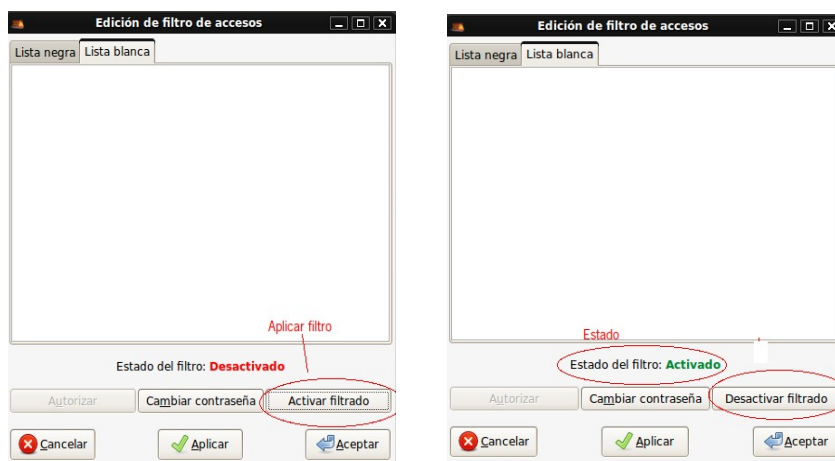 Edición de filtro de accesos
Lista negra Lista blanca
Aplicar filtro
Estado del filtro: Desactivado
Autorizar Cambiar contraseña Activar filtrado
Cancelar Aplicar Aceptar
Edición de filtro de accesos
Lista negra Lista blanca
Estado
Estado del filtro: Activado
Autorizar Cambiar contraseña Desactivar filtrado
Cancelar Aplicar Aceptar